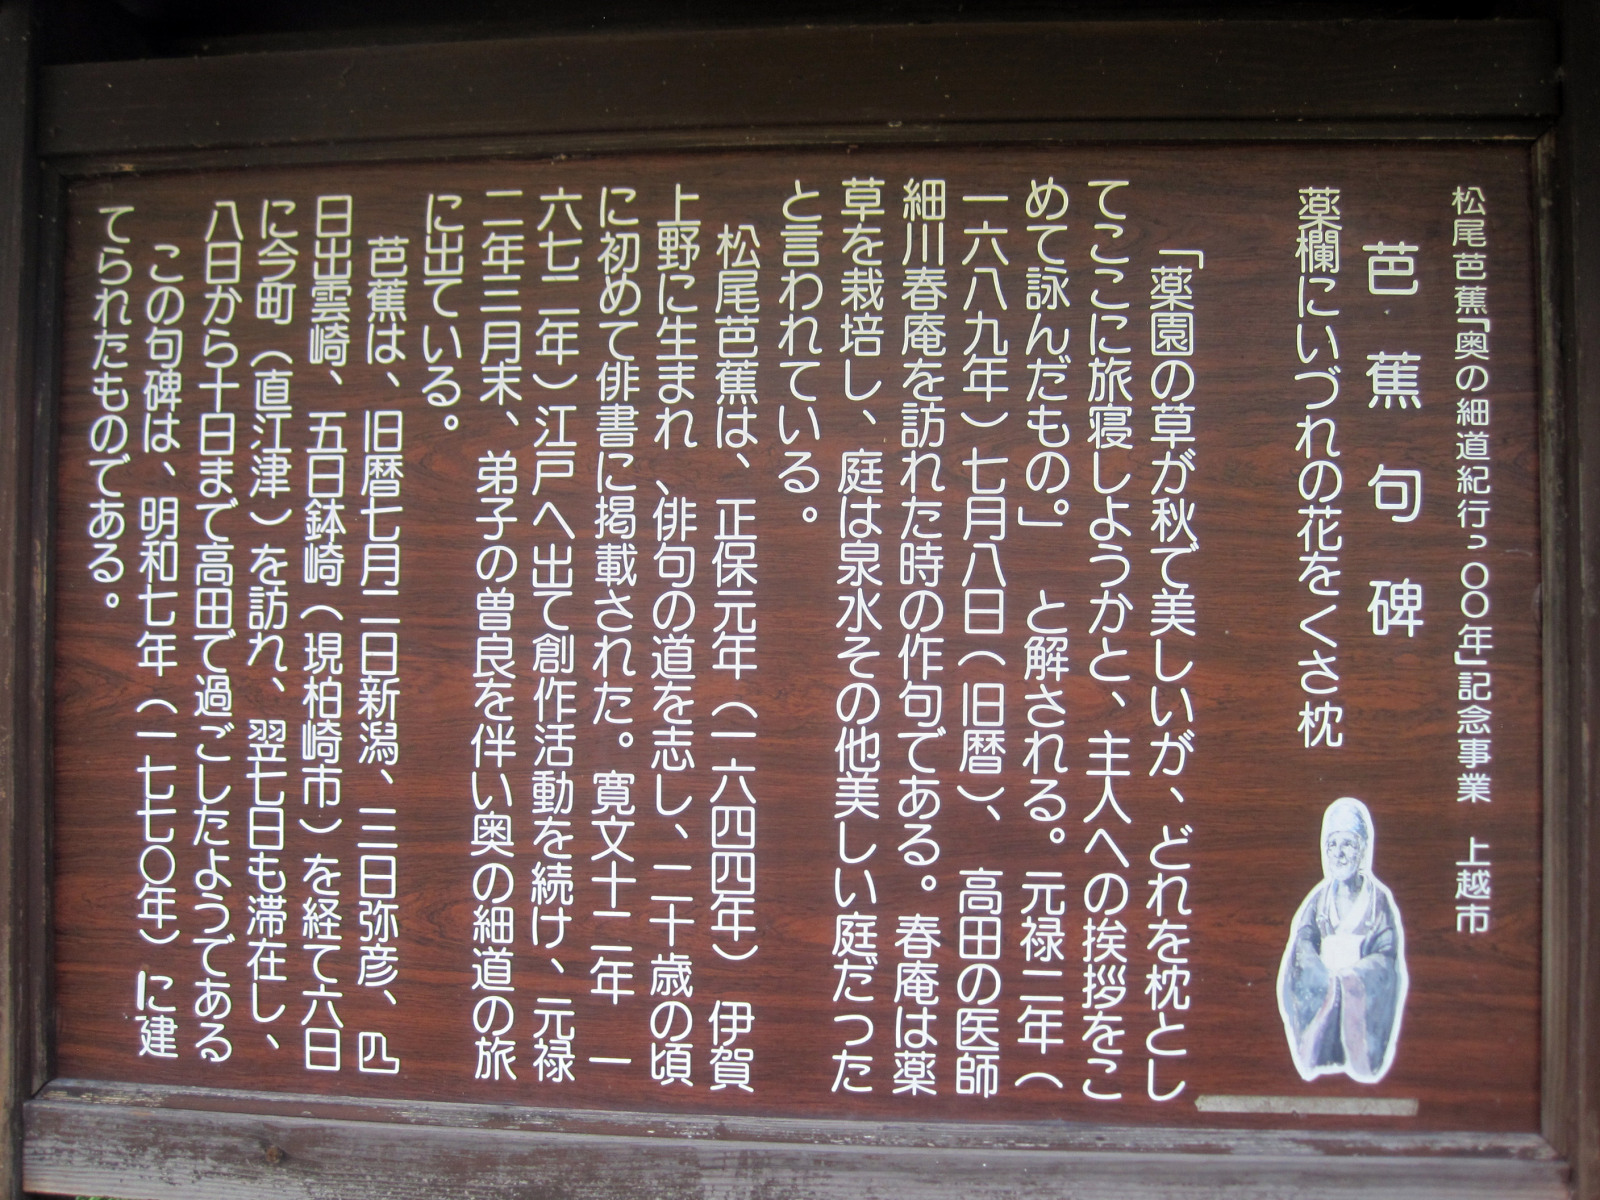 松尾芭蕉「奥の細道紀行300年」記念事業　上越市
芭蕉句碑
薬欄にいづれの花をくさ枕
「薬園の草が秋で美しいが、どれを枕とし
てここに旅寝しようかと、主人への挨拶をこ
めて詠んだもの。」と解される。元禄二年（
一六八九年）七月八日（旧暦）、高田の医師
細川春庵を訪れた時の作句である。春庵は薬
草を栽培し、庭は泉水その他美しい庭だった
と言われている。
松尾芭蕉は、正保元年（一六四四年）伊賀
上野に生まれ、俳句の道を志し、二十歳の頃
に初めて俳書に掲載された。寛文十二年（一
六七二年）江戸へ出て創作活動を続け、元禄
二年三月末、弟子の曽良を伴い奥の細道の旅
に出ている。
芭蕉は、旧暦七月二日新潟、三日弥彦、四
日出雲崎、五日鉢崎（現柏崎市）を経て六日
に今町（直江津）を訪れ、翌七日も滞在し、
八日から十日まで高田で過ごしたようである
この句碑は、明和七年（一七七〇年）に建
てられたものである。